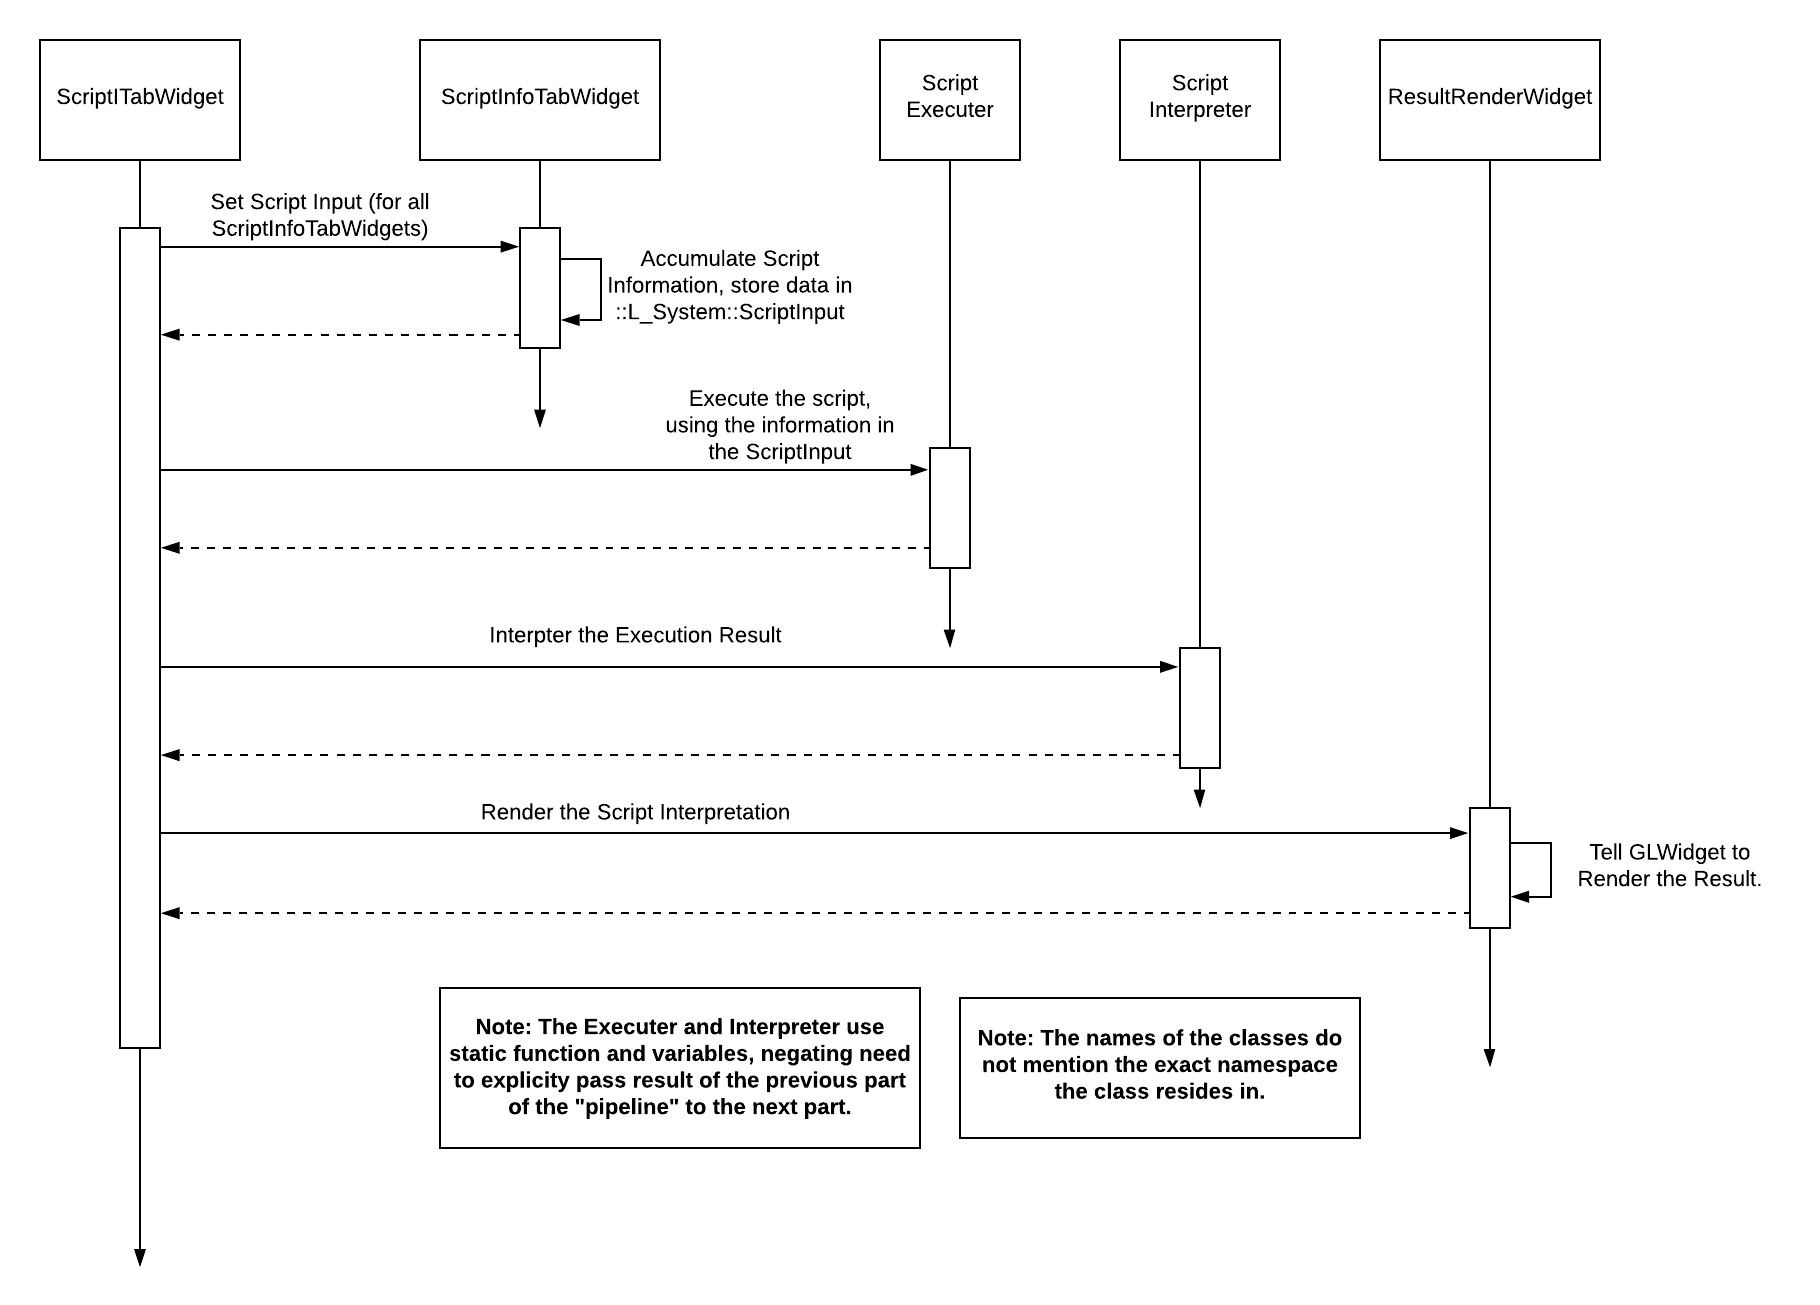 ScriptITabWidget
ScriptInfoTabWidget
Script
Executer
Script
Interpreter
ResultRenderWidget
Set Script Input (for all
ScriptInfoTabWidgets)
Accumulate Script
Information, store data in
::L_System::ScriptInput
Execute the script,
using the information in
the ScriptInput
Interpter the Execution Result
Render the Script Interpretation
Tell GLWidget to
Render the Result.
Note: The Executer and Interpreter use
static function and variables, negating need
to explicity pass result of the previous part
of the "pipeline" to the next part.
Note: The names of the classes do
not mention the exact namespace
the class resides in.